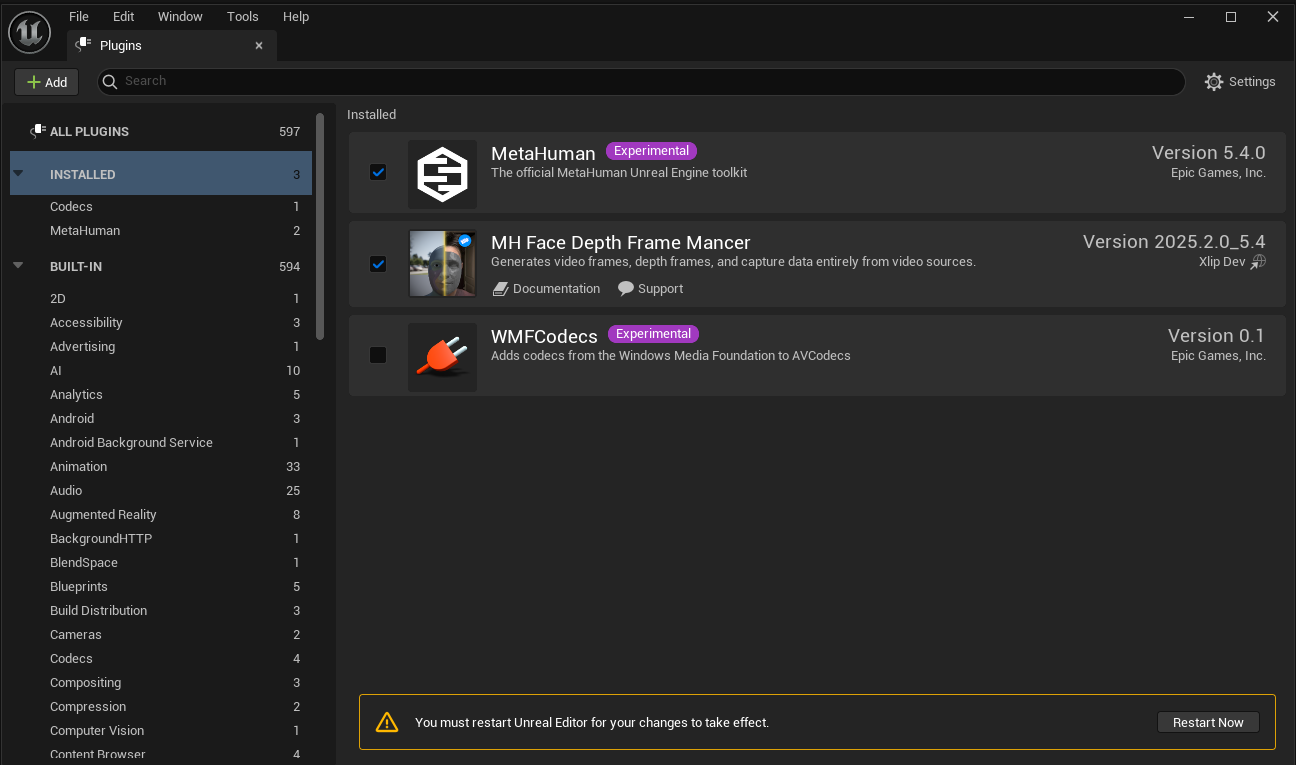 File Edit Window Tools Help
Plugins
Add
Search
Settings
ALL PLUGINS 597
INSTALLED 3
Codecs 1
MetaHuman 2
BUILT-IN 594
2D 1
Accessibility 3
Advertising 1
AI 10
Analytics 5
Android 3
Android Background Service 1
Animation 33
Audio 25
Augmented Reality 8
BackgroundHTTP 1
BlendSpace 1
Blueprints 5
Build Distribution 3
Cameras 2
Codecs 4
Compositing 3
Compression 2
Computer Vision 1
Content Browser 4
Installed
MetaHuman Experimental Version 5.4.0
The official MetaHuman Unreal Engine toolkit Epic Games, Inc.
MH Face Depth Frame Mancer Version 2025.2.0_5.4
Generates video frames, depth frames, and capture data entirely from video sources. Xlip Dev
Documentation Support
WMFCodecs Experimental Version 0.1
Adds codecs from the Windows Media Foundation to AVCodecs Epic Games, Inc.
You must restart Unreal Editor for your changes to take effect. Restart Now